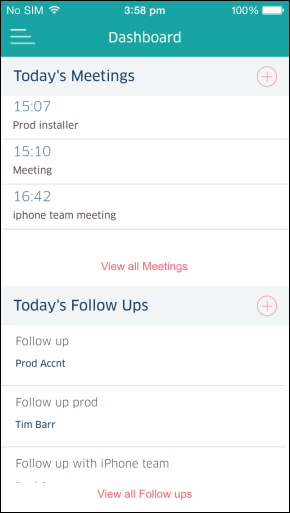 No SIM 3:58 pm 100%
Dashboard
Today's Meetings
15:07
Prod installer
15:10
Meeting
16:42
iphone team meeting
View all Meetings
Today's Follow Ups
Follow up
Prod Accnt
Follow up prod
Tim Barr
Follow up with iPhone team
View all Follow ups